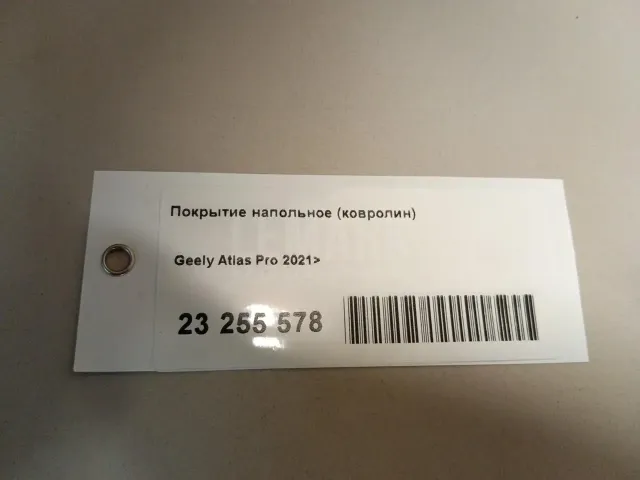 Покрытие напольное (ковролин)
Geely Atlas Pro 2021>
23 255 578